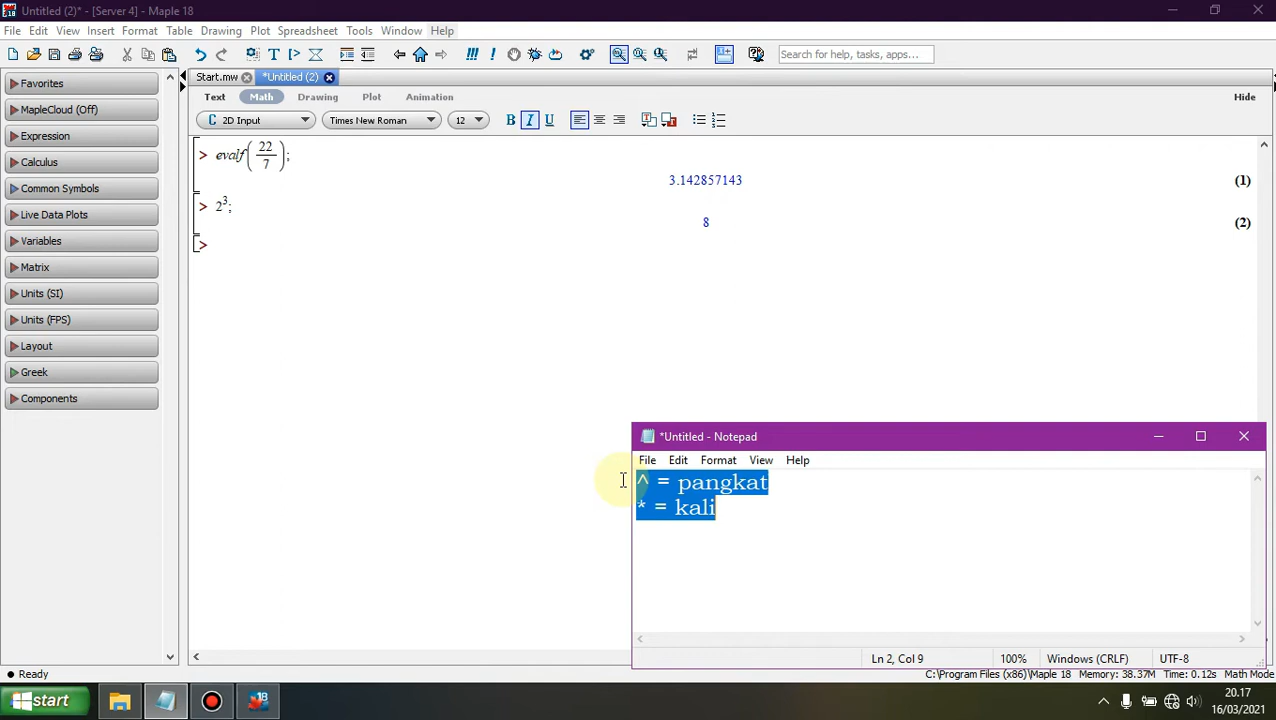 Untitled (2)* - [Server 4] - Maple 18
File Edit View Insert Format Table Drawing Plot Spreadsheet Tools Window Help
Search for help, tasks, apps...
Start.mw *Untitled (2)
Text Math Drawing Plot Animation Hide
C 2D Input Times New Roman 12 B I U
Favorites
MapleCloud (Off)
Expression
Calculus
Common Symbols
Live Data Plots
Variables
Matrix
Units (SI)
Units (FPS)
Layout
Greek
Components
> evalf(22/7);
3.142857143 (1)
> 2^3;
8 (2)
>
*Untitled - Notepad
File Edit Format View Help
^ = pangkat
* = kali
Ln 2, Col 9 100% Windows (CRLF) UTF-8
Ready C:\Program Files (x86)\Maple 18 Memory: 38.37M Time: 0.12s Math Mode
start
18
20.17
16/03/2021